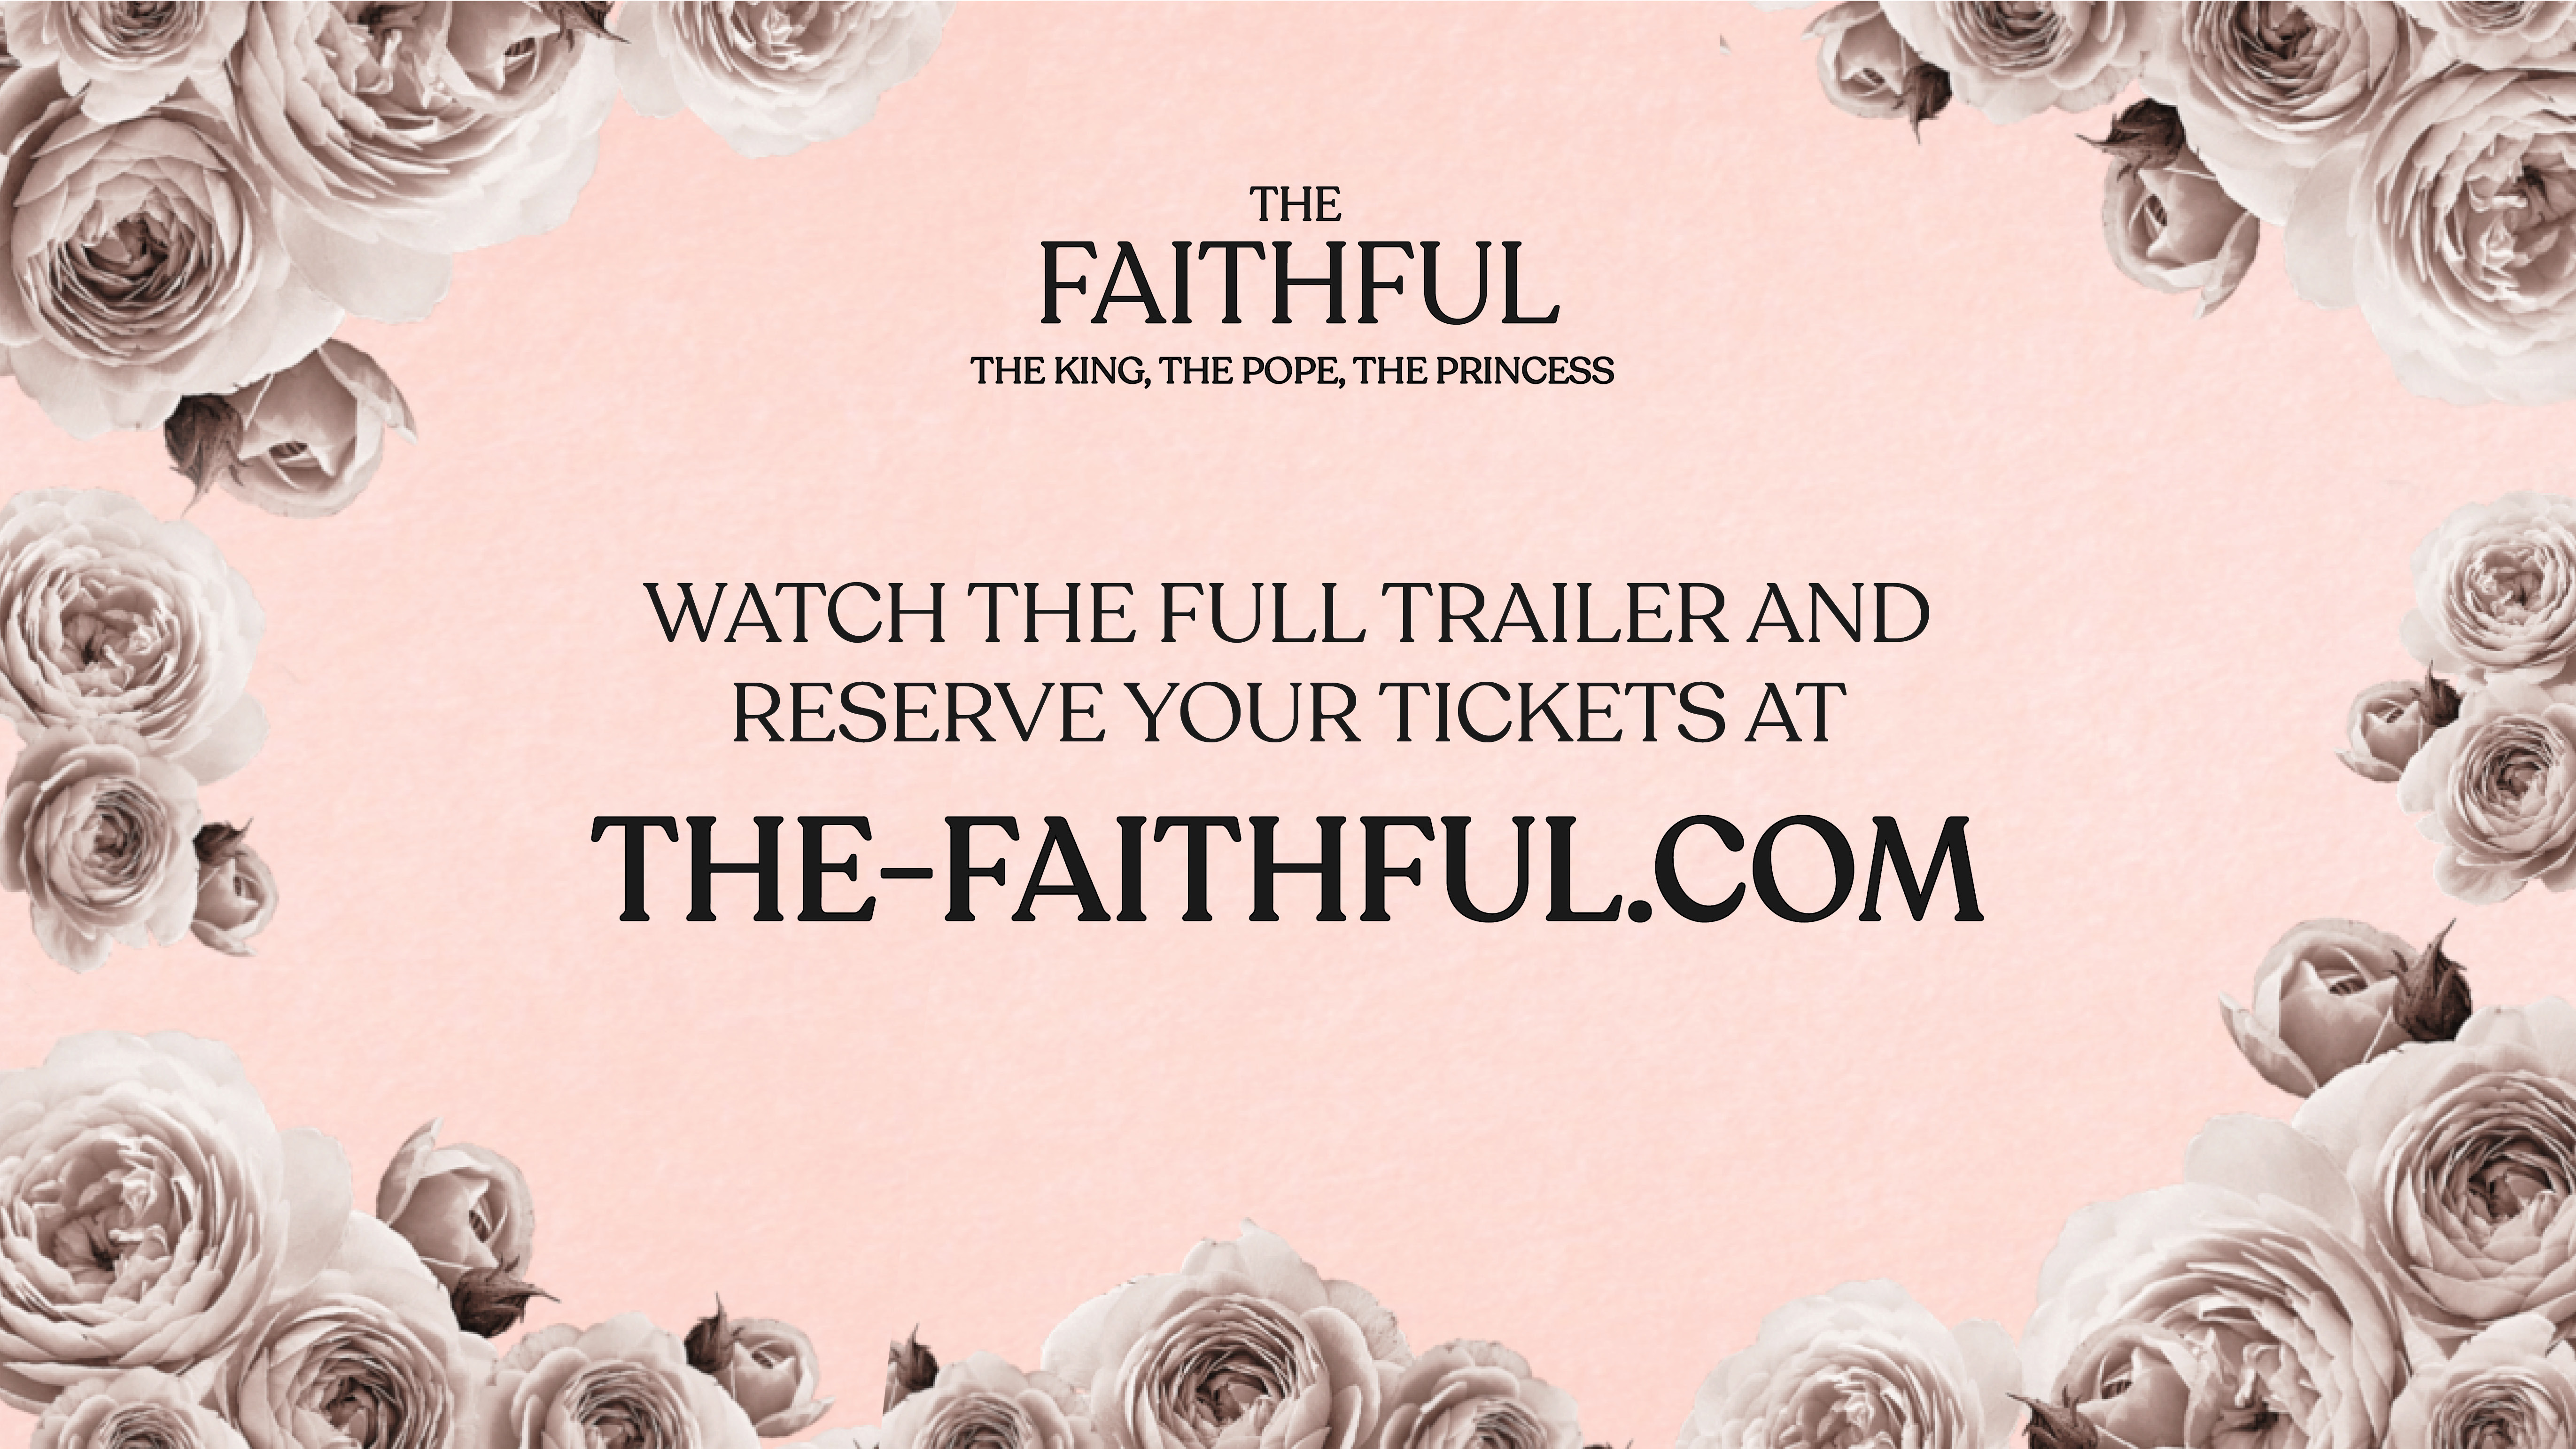 THE
FAITHFUL
THE KING, THE POPE, THE PRINCESS
WATCH THE FULL TRAILER AND
RESERVE YOUR TICKETS AT
THE-FAITHFUL.COM